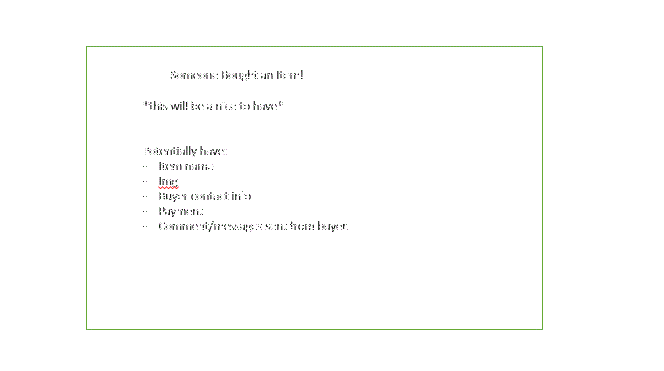 Someone Bought an Item!
*this will be a nice to have*
Potentially have:
- Item name
- Img
- Buyer contact info
- Payment
- Comment/messages sent from buyer.